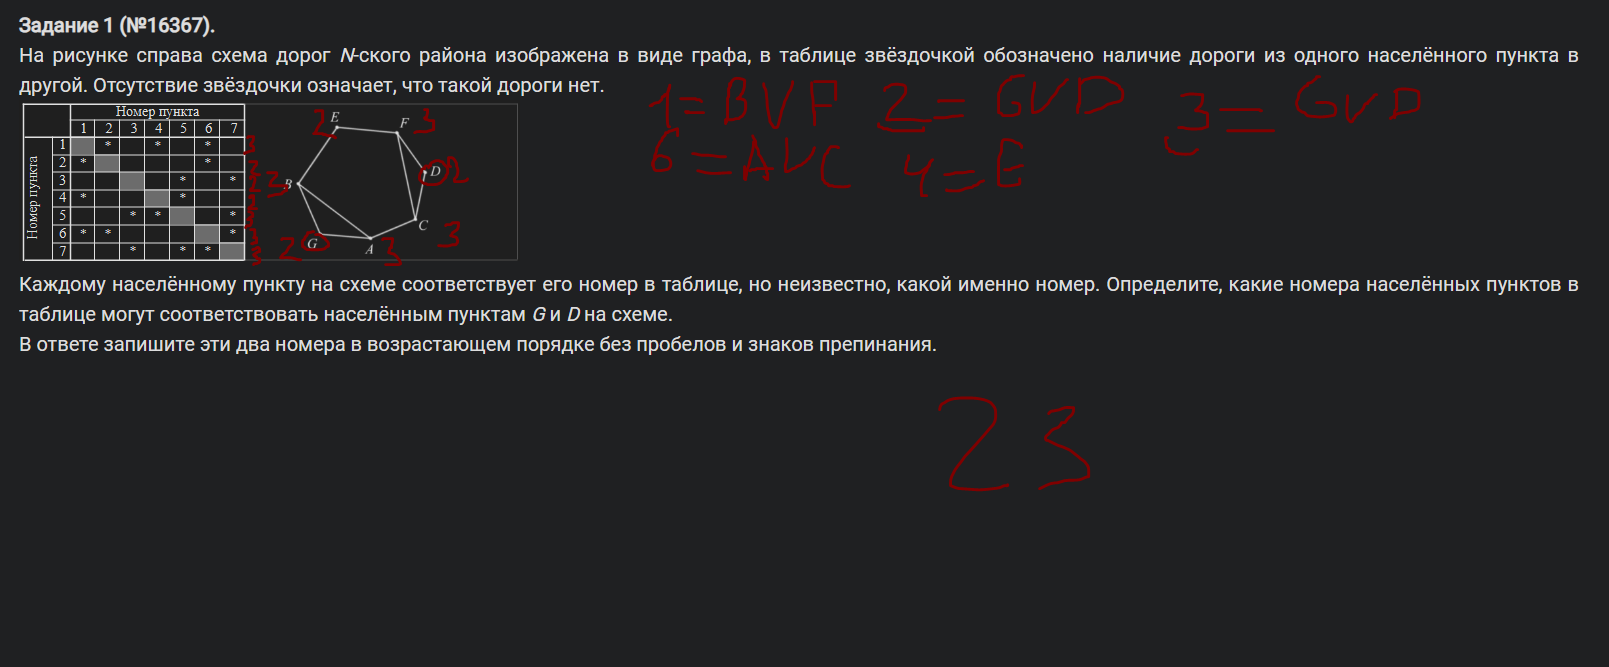 Задание 1 (№16367).
На рисунке справа схема дорог N-ского района изображена в виде графа, в таблице звёздочкой обозначено наличие дороги из одного населённого пункта в
другой. Отсутствие звёздочки означает, что такой дороги нет.
1= BVF 2= GVD 3= GVD
6=AVC 4=E
Номер пункта
1 2 3 4 5 6 7
Номер пункта
1 * * * 3
2 * * 2
3 * * 2
4 * * 2
5 * * * 3
6 * * * 3
7 * * * 3
2 E F 3
D 2
3 B
C 3
2 G A 3
Каждому населённому пункту на схеме соответствует его номер в таблице, но неизвестно, какой именно номер. Определите, какие номера населённых пунктов в
таблице могут соответствовать населённым пунктам G и D на схеме.
В ответе запишите эти два номера в возрастающем порядке без пробелов и знаков препинания.
23